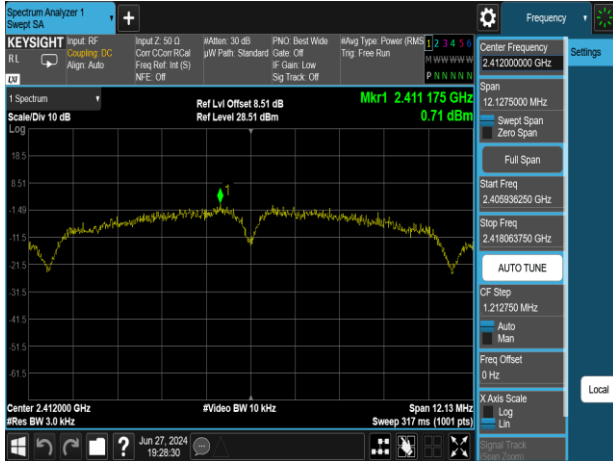 Spectrum Analyzer 1
Swept SA
+
Frequency
KEYSIGHT
RL
Input: RF
Coupling: DC
Align: Auto
Input Z: 50 Ω
Corr CCorr RCal
Freq Ref: Int (S)
NFE: Off
#Atten: 30 dB
µW Path: Standard
PNO: Best Wide
Gate: Off
IF Gain: Low
Sig Track: Off
#Avg Type: Power (RMS
Trig: Free Run
1 2 3 4 5 6
M W W W W W
P N N N N N
1 Spectrum
Scale/Div 10 dB
Ref Lvl Offset 8.51 dB
Ref Level 28.51 dBm
Mkr1 2.411 175 GHz
0.71 dBm
Log
18.5
8.51
-1.49
-11.5
-21.5
-31.5
-41.5
-51.5
-61.5
1
Center 2.412000 GHz
#Res BW 3.0 kHz
#Video BW 10 kHz
Span 12.13 MHz
Sweep 317 ms (1001 pts)
?
Jun 27, 2024
19:28:30
Center Frequency
2.412000000 GHz
Span
12.1275000 MHz
Swept Span
Zero Span
Full Span
Start Freq
2.405936250 GHz
Stop Freq
2.418063750 GHz
AUTO TUNE
CF Step
1.212750 MHz
Auto
Man
Freq Offset
0 Hz
X Axis Scale
Log
Lin
Signal Track
(Span Zoom)
Settings
Local